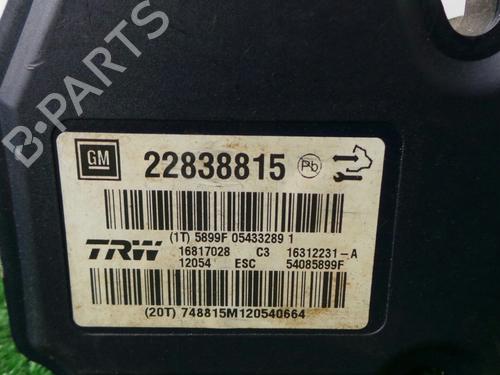 B-PARTS
GM 22838815 Pb
(1T) 5899F 05433289 1
TRW
16817028 C3 16312231-A
12054 ESC 54085899F
(20T) 748815M120540664